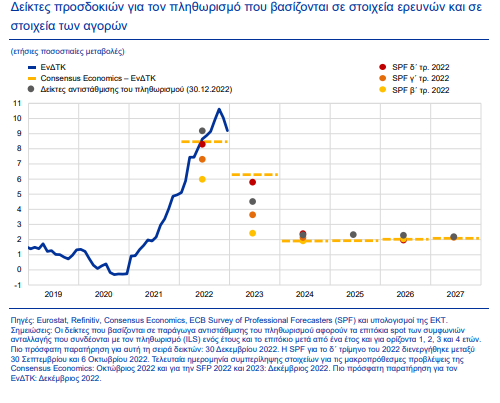 Δείκτες προσδοκιών για τον πληθωρισμό που βασίζονται σε στοιχεία ερευνών και σε
στοιχεία των αγορών
(ετήσιες ποσοστιαίες μεταβολές)
ΕνΔΤΚ
Consensus Economics – ΕνΔΤΚ
Δείκτες αντιστάθμισης του πληθωρισμού (30.12.2022)
SPF δ΄ τρ. 2022
SPF γ΄ τρ. 2022
SPF β΄ τρ. 2022
11
10
9
8
7
6
5
4
3
2
1
0
-1
2019 2020 2021 2022 2023 2024 2025 2026 2027
Πηγές: Eurostat, Refinitiv, Consensus Economics, ECB Survey of Professional Forecasters (SPF) και υπολογισμοί της ΕΚΤ.
Σημειώσεις: Οι δείκτες που βασίζονται σε παράγωγα αντιστάθμισης του πληθωρισμού αφορούν τα επιτόκια spot των συμφωνιών
ανταλλαγής που συνδέονται με τον πληθωρισμό (ILS) ενός έτους και το επιτόκιο μετά από ένα έτος και για ορίζοντα 1, 2, 3 και 4 ετών.
Πιο πρόσφατη παρατήρηση για αυτή τη σειρά δεικτών: 30 Δεκεμβρίου 2022. Η SPF για το δ΄ τρίμηνο του 2022 διενεργήθηκε μεταξύ
30 Σεπτεμβρίου και 6 Οκτωβρίου 2022. Τελευταία ημερομηνία συμπερίληψης στοιχείων για τις μακροπρόθεσμες προβλέψεις της
Consensus Economics: Οκτώβριος 2022 και για την SFP 2022 και 2023: Δεκέμβριος 2022. Πιο πρόσφατη παρατήρηση για τον
ΕνΔΤΚ: Δεκέμβριος 2022.